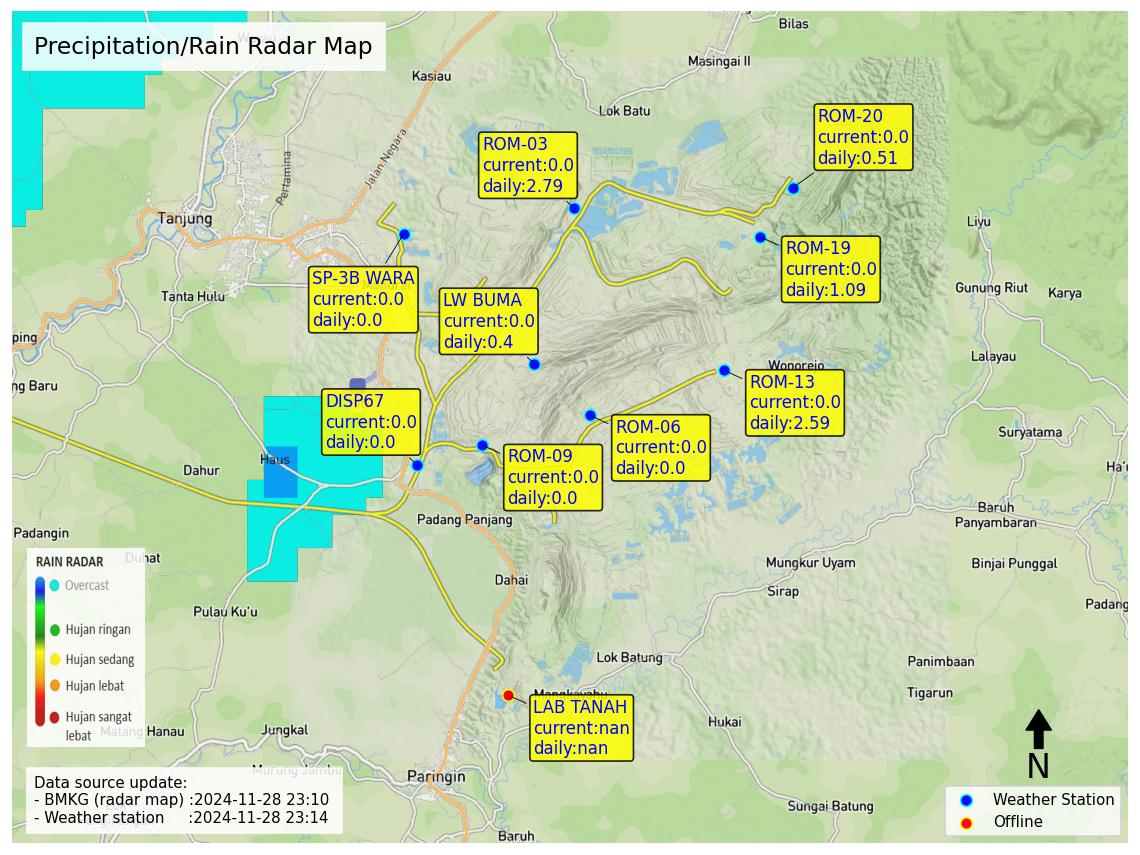 Precipitation/Rain Radar Map
Bilas
Masingai II
Kasiau
Lok Batu
Jalan Negara
Pertamina
Tanjung
Tanta Hulu
ROM-20
current:0.0
daily:0.51
ROM-03
current:0.0
daily:2.79
ROM-19
current:0.0
daily:1.09
SP-3B WARA
current:0.0
daily:0.0
LW BUMA
current:0.0
daily:0.4
Liyu
Gunung Riut
Karya
Lalayau
ping
ng Baru
Wonorejo
ROM-13
current:0.0
daily:2.59
DISP67
current:0.0
daily:0.0
ROM-06
current:0.0
daily:0.0
ROM-09
current:0.0
daily:0.0
Suryatama
Ha'u
Haus
Dahur
Padang Panjang
Baruh
Panyambaran
Padangin
Duhat
Mungkur Uyam
Binjai Punggal
Dahai
Sirap
Padang
Pulau Ku'u
RAIN RADAR
Overcast
Hujan ringan
Hujan sedang
Hujan lebat
Hujan sangat
lebat
Lok Batung
Panimbaan
Tigarun
Mangkayahu
LAB TANAH
current:nan
daily:nan
Matang Hanau
Jungkal
Hukai
Murung Jambu
Paringin
Sungai Batung
Baruh
N
Data source update:
- BMKG (radar map) :2024-11-28 23:10
- Weather station :2024-11-28 23:14
Weather Station
Offline